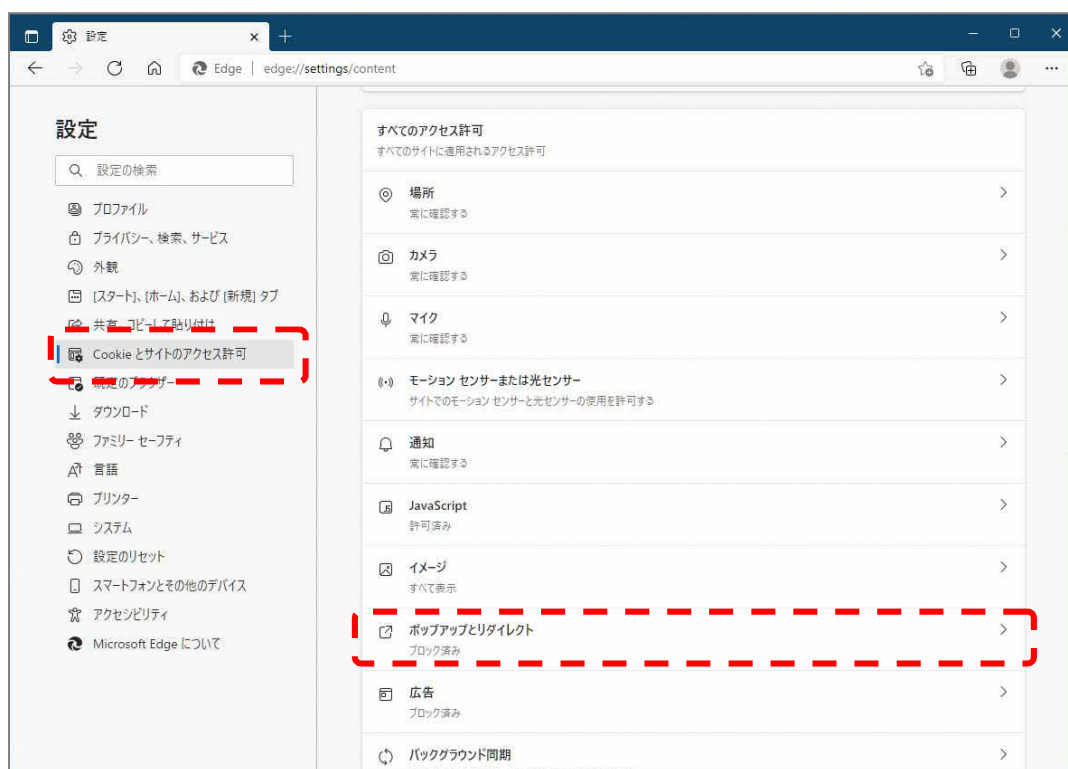 設定
Edge | edge://settings/content
設定
設定の検索
プロファイル
プライバシー、検索、サービス
外観
[スタート]、[ホーム]、および [新規] タブ
共有、コピーして貼り付け
Cookie とサイトのアクセス許可
既定のブラウザー
ダウンロード
ファミリー セーフティ
言語
プリンター
システム
設定のリセット
スマートフォンとその他のデバイス
アクセシビリティ
Microsoft Edge について
すべてのアクセス許可
すべてのサイトに適用されるアクセス許可
場所
常に確認する
カメラ
常に確認する
マイク
常に確認する
モーション センサーまたは光センサー
サイトでのモーション センサーと光センサーの使用を許可する
通知
常に確認する
JavaScript
許可済み
イメージ
すべて表示
ポップアップとリダイレクト
ブロック済み
広告
ブロック済み
バックグラウンド同期